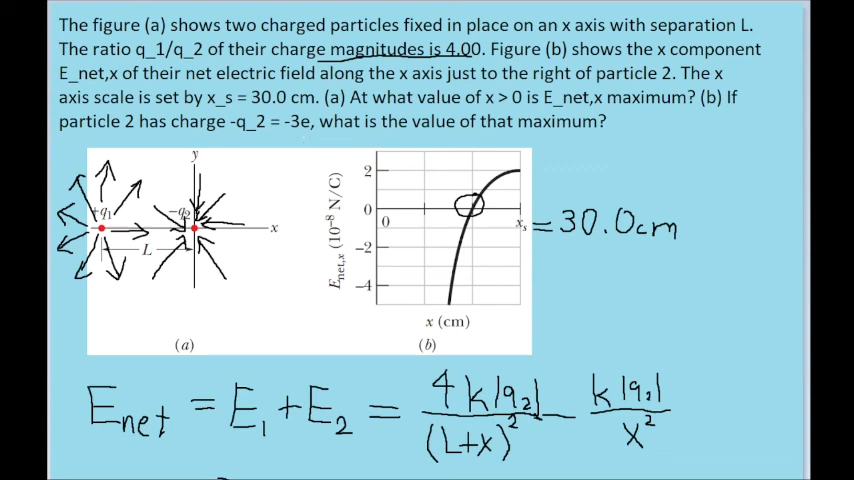 The figure (a) shows two charged particles fixed in place on an x axis with separation L.
The ratio q_1/q_2 of their charge magnitudes is 4.00. Figure (b) shows the x component
E_net,x of their net electric field along the x axis just to the right of particle 2. The x
axis scale is set by x_s = 30.0 cm. (a) At what value of x > 0 is E_net,x maximum? (b) If
particle 2 has charge -q_2 = -3e, what is the value of that maximum?
y
+q1
−q2
x
L
(a)
E_net,x (10⁻⁸ N/C)
2
0
−2
−4
0
x_s = 30.0cm
x (cm)
(b)
E_net = E_1 + E_2 = 4k|q_2|/(L+x)² − k|q_2|/x²